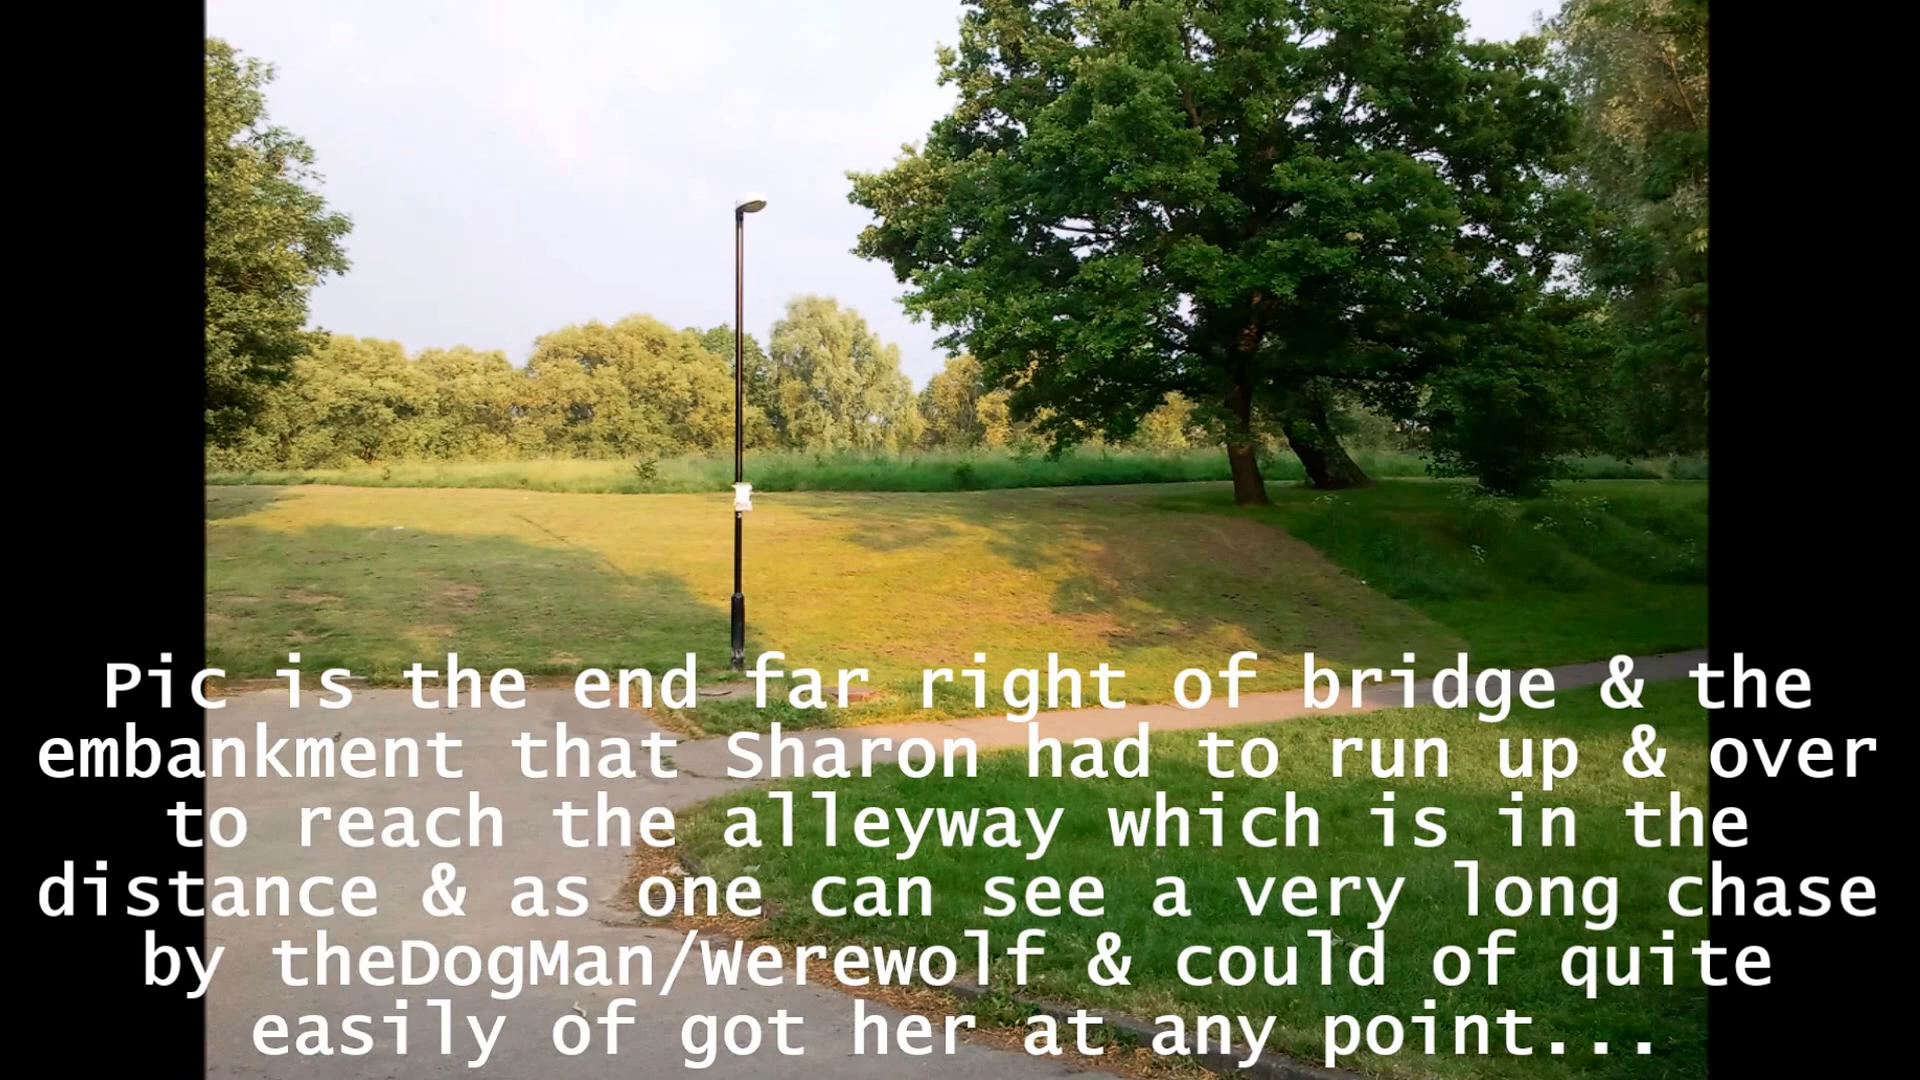 Pic is the end far right of bridge & the
embankment that Sharon had to run up & over
to reach the alleyway which is in the
distance & as one can see a very long chase
by theDogMan/Werewolf & could of quite
easily of got her at any point...